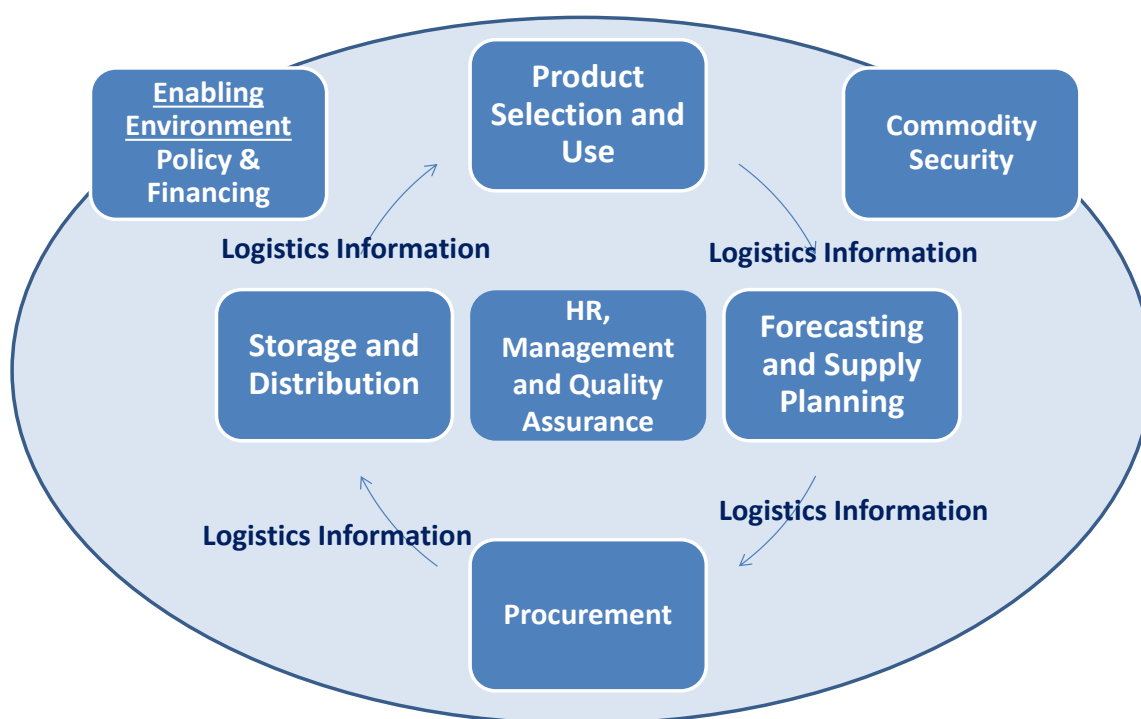 Enabling
Environment
Policy &
Financing
Product
Selection and
Use
Commodity
Security
Logistics Information
Logistics Information
Storage and
Distribution
HR,
Management
and Quality
Assurance
Forecasting
and Supply
Planning
Logistics Information
Logistics Information
Procurement